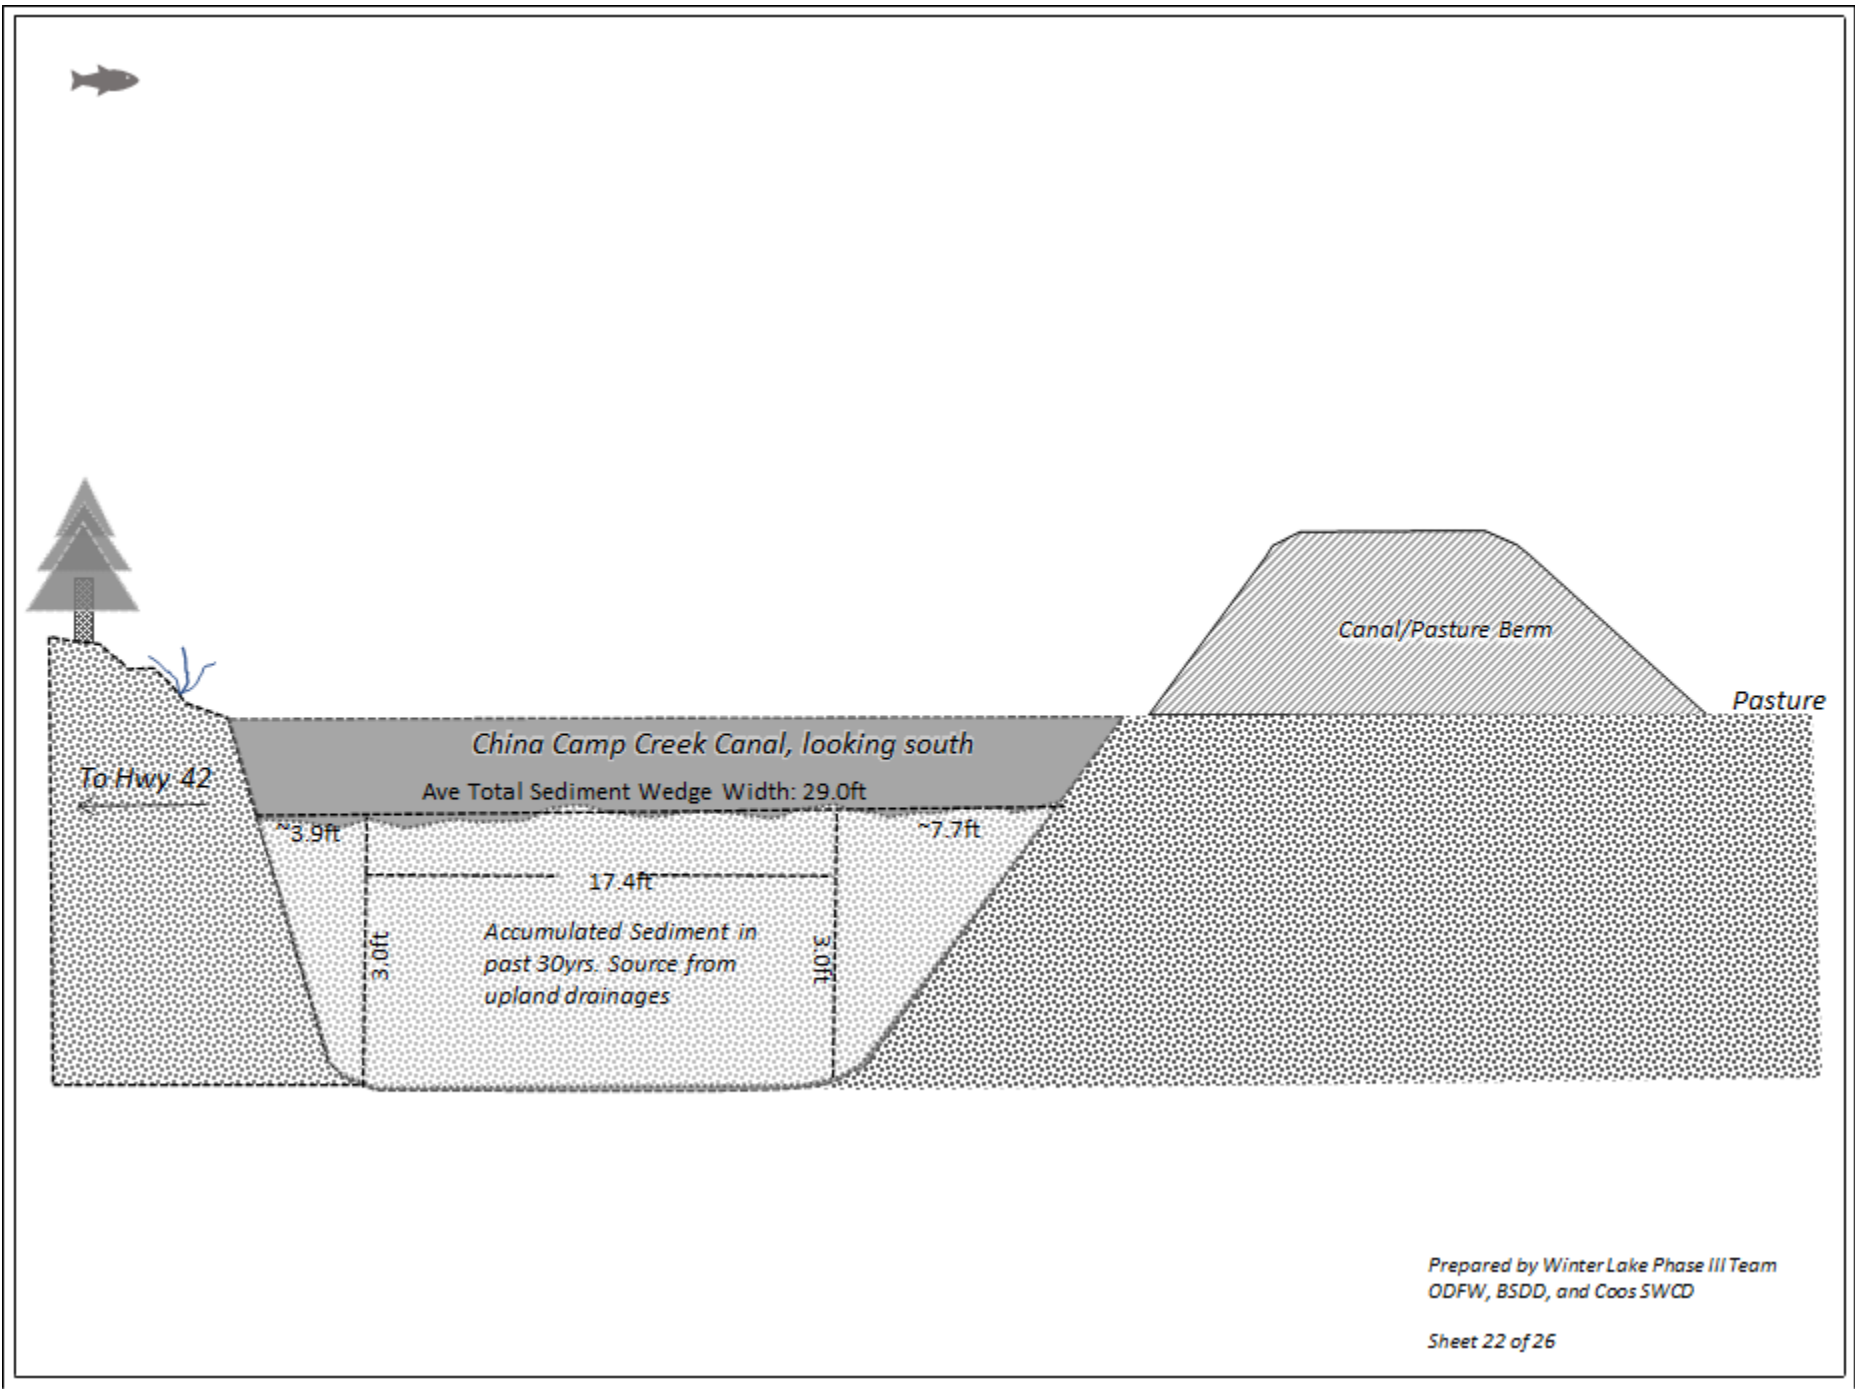 Canal/Pasture Berm
Pasture
China Camp Creek Canal, looking south
To Hwy 42
Ave Total Sediment Wedge Width: 29.0ft
~3.9ft
~7.7ft
17.4ft
3.0ft
3.0ft
Accumulated Sediment in
past 30yrs. Source from
upland drainages
Prepared by Winter Lake Phase III Team
ODFW, BSDD, and Coos SWCD
Sheet 22 of 26